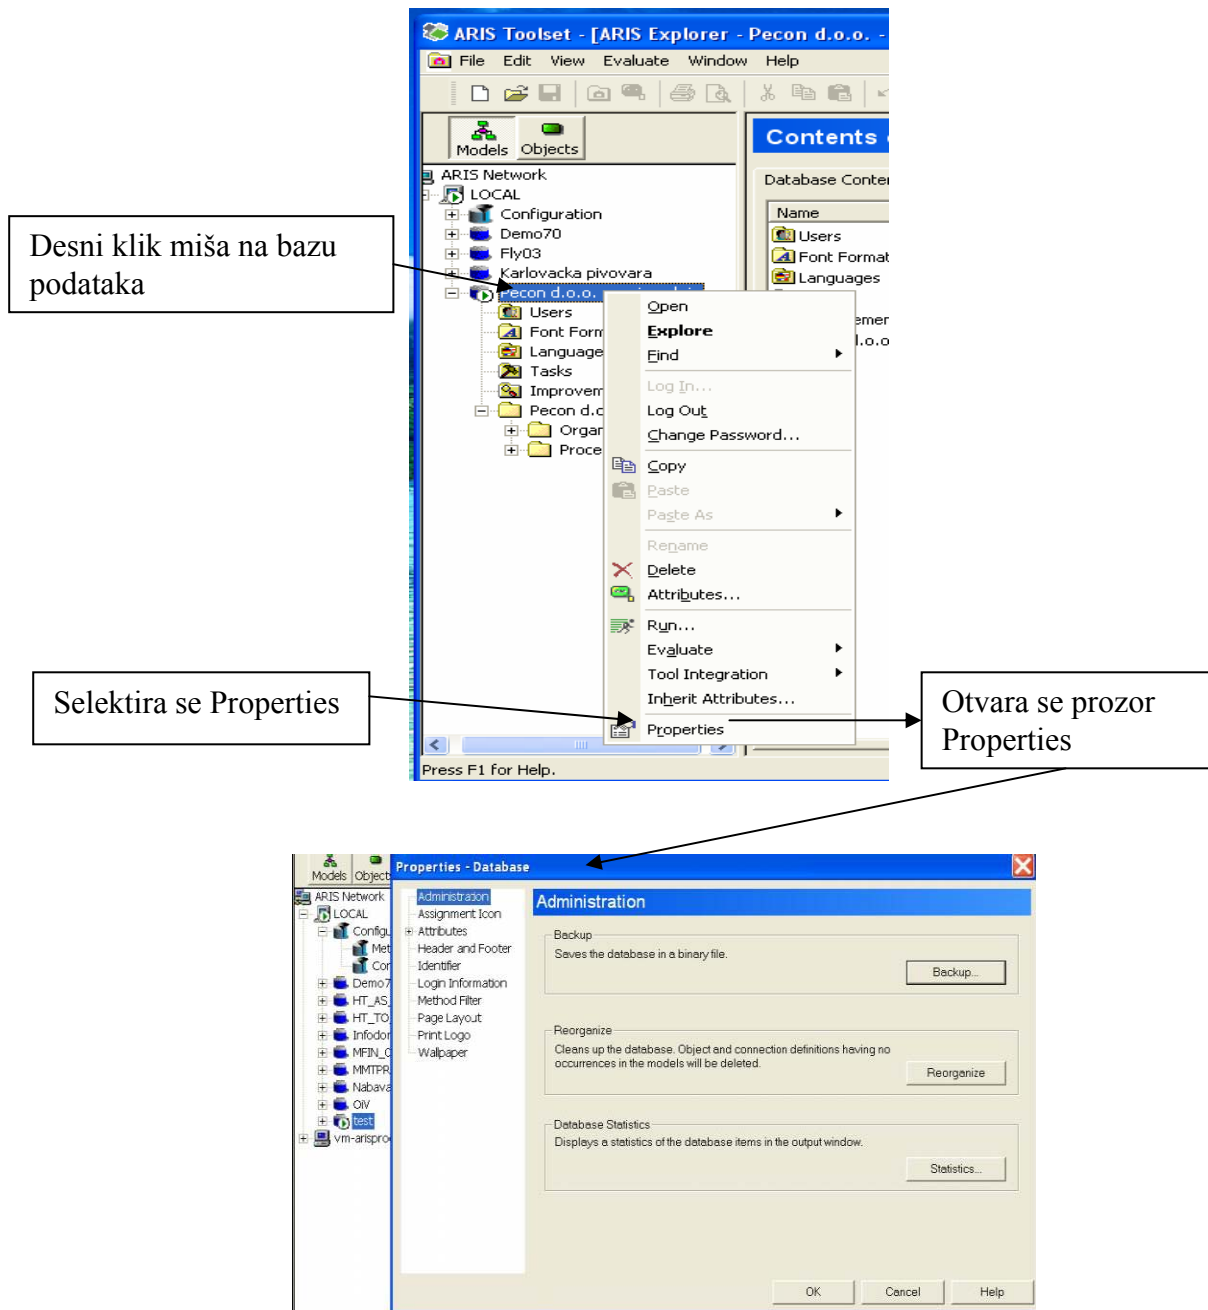 ARIS Toolset - [ARIS Explorer - Pecon d.o.o. -
File Edit View Evaluate Window Help
Models Objects
Contents
Database Conter
ARIS Network
LOCAL
Configuration
Demo70
Fly03
Karlovacka pivovara
Pecon d.o.o.
Users
Font Form
Language
Tasks
Improvem
Pecon d.c
Organ
Proce
Name
Users
Font Format
Languages
Desni klik miša na bazu
podataka
Open
Explore
Find
Log In...
Log Out
Change Password...
Copy
Paste
Paste As
Rename
Delete
Attributes...
Run...
Evaluate
Tool Integration
Inherit Attributes...
Properties
Selektira se Properties
Otvara se prozor
Properties
Press F1 for Help.
Models Object
ARIS Network
LOCAL
Configu
Met
Con
Demo7
HT_AS_
HT_TO_
Infodor
MFIN_O
MMTPR
Nabava
OiV
test
vm-arisprod
Properties - Database
Administration
Assignment Icon
Attributes
Header and Footer
Identifier
Login Information
Method Filter
Page Layout
Print Logo
Wallpaper
Administration
Backup
Saves the database in a binary file.
Backup...
Reorganize
Cleans up the database. Object and connection definitions having no
occurrences in the models will be deleted.
Reorganize
Database Statistics
Displays a statistics of the database items in the output window.
Statistics...
OK Cancel Help